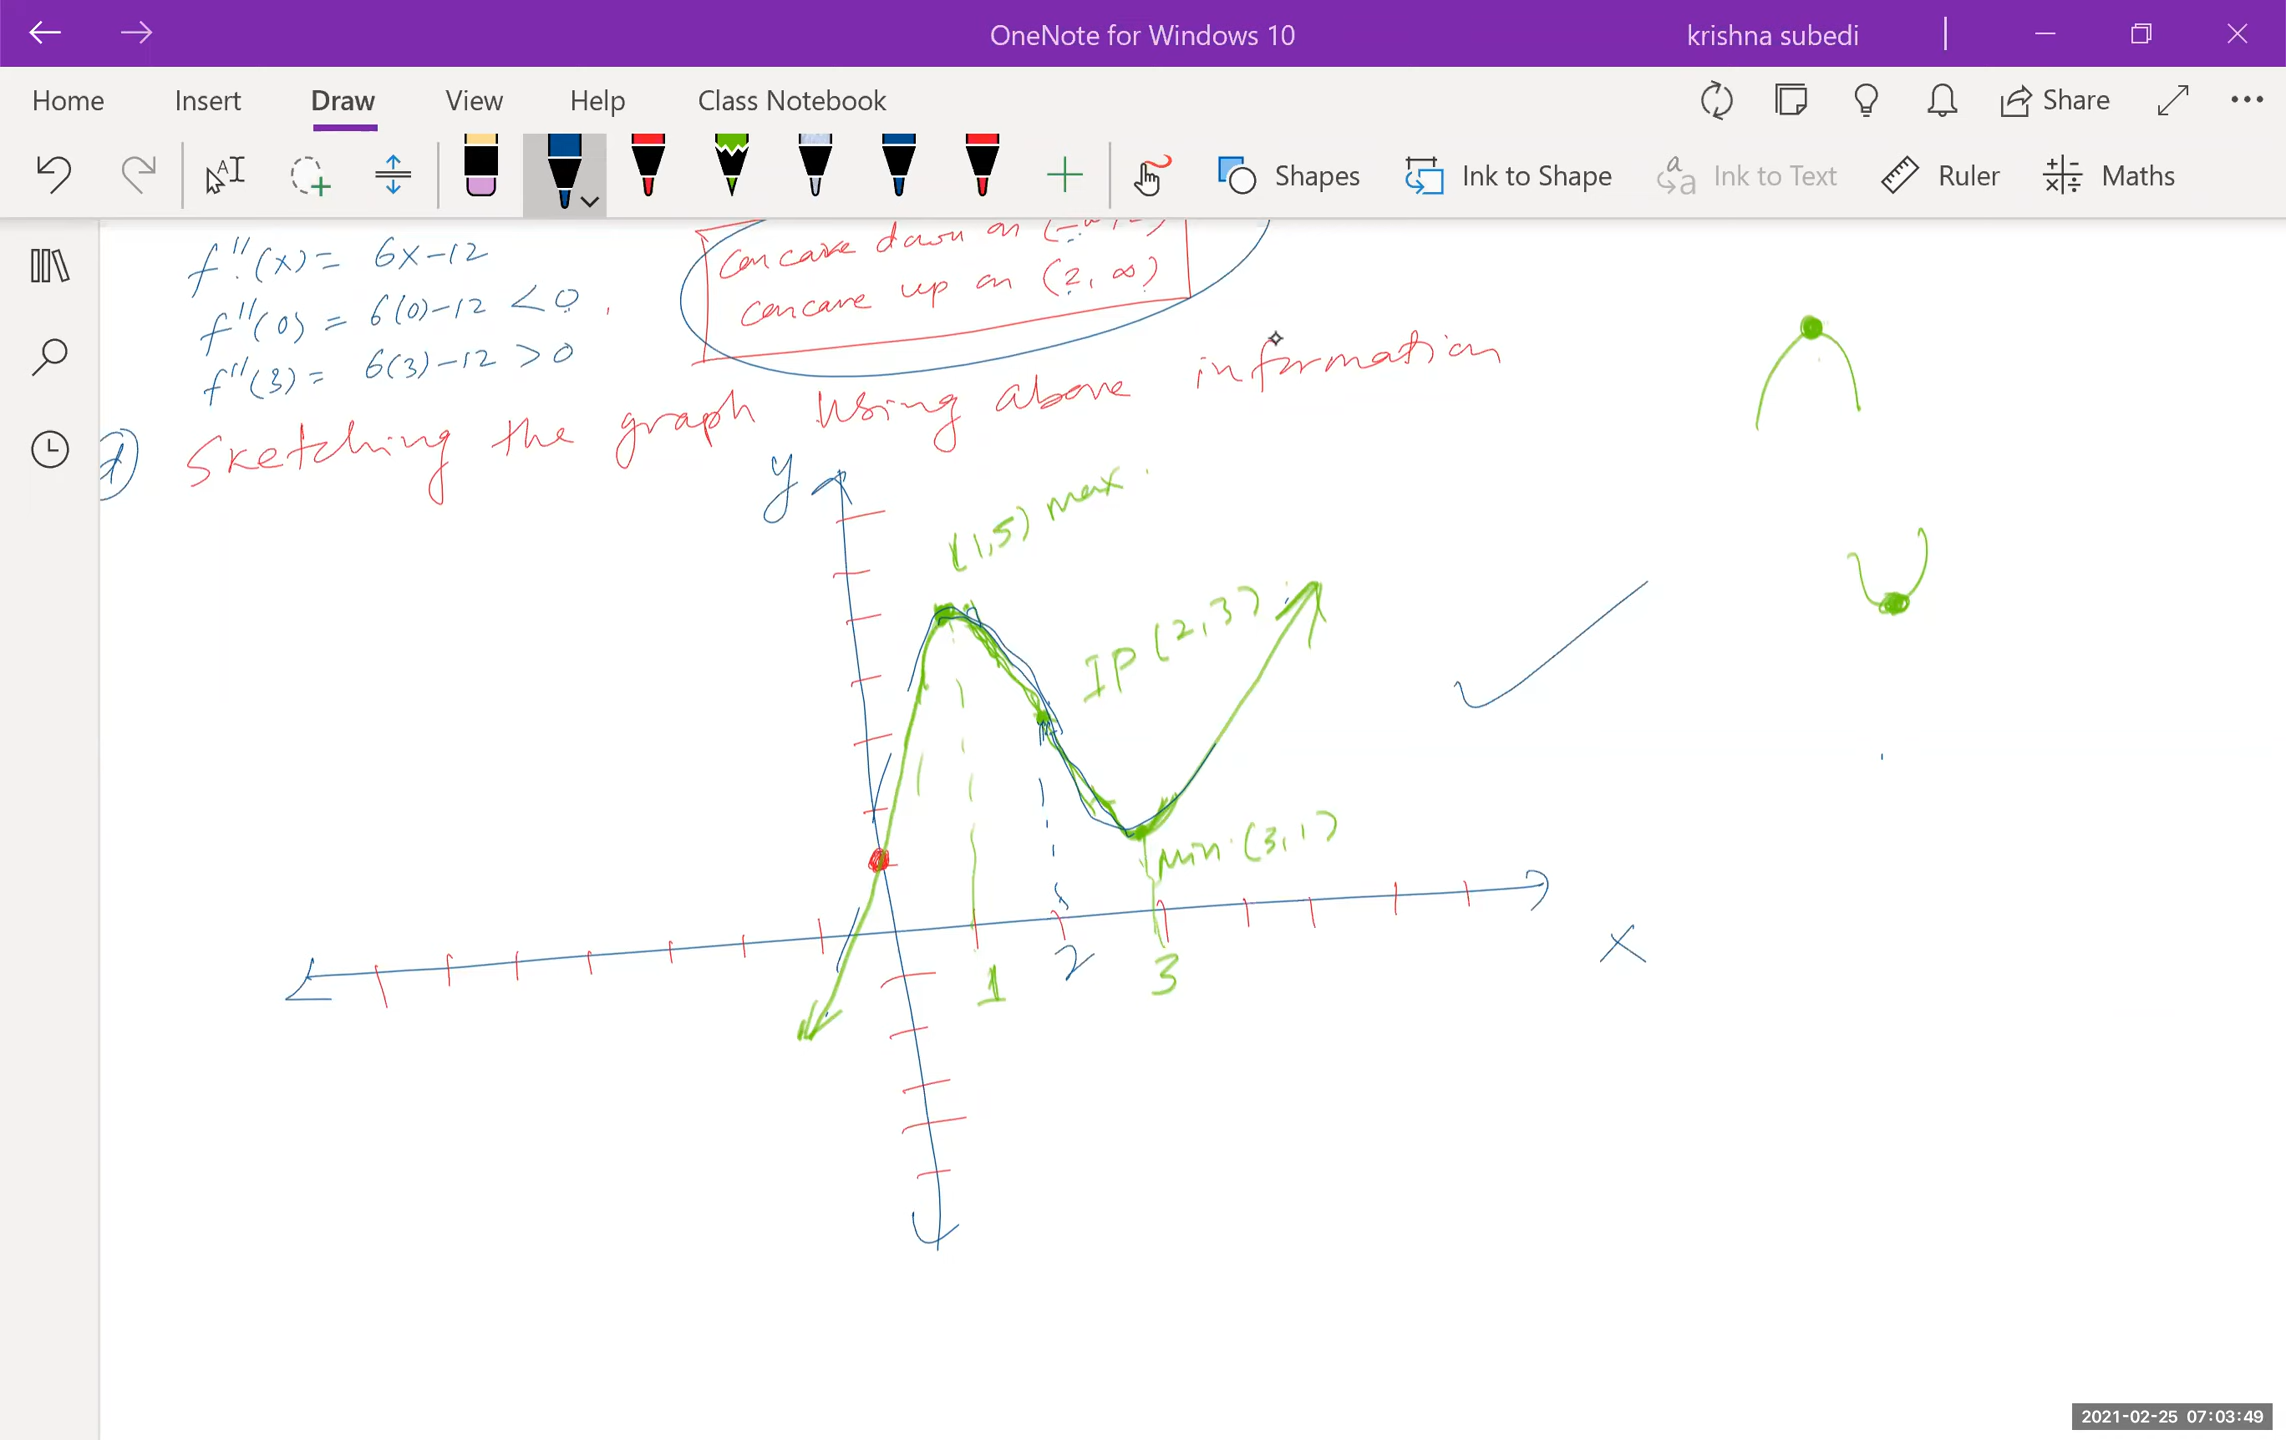 OneNote for Windows 10
krishna subedi
Home Insert Draw View Help Class Notebook
Share
Shapes Ink to Shape Ink to Text Ruler Maths
f''(x) = 6x-12
f''(0) = 6(0)-12 <0,
f''(3) = 6(3)-12 >0
concave down on
concave up on (2, ∞)
d) Sketching the graph Using above information
y
(1,5) max.
IP (2,3)
Min. (3,1)
1 2 3
x
2021-02-25 07:03:49